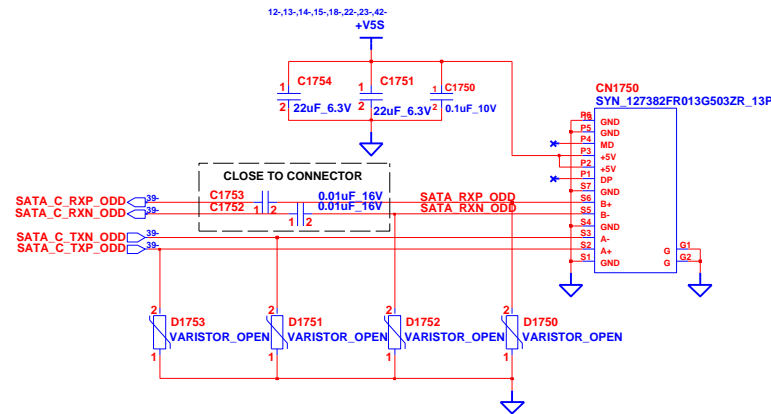 12-,13-,14-,15-,18-,22-,23-,42-
+V5S
1 C1754
2 22uF_6.3V
1 C1751
2 22uF_6.3V
1 C1750
2 0.1uF_10V
CN1750
SYN_127382FR013G503ZR_13P
GND
P5 GND
P4 MD
P3 +5V
P2 +5V
P1 DP
S7 GND
S6 B+
S5 B-
S4 GND
S3 A-
S2 A+
S1 GND
G G1
G G2
CLOSE TO CONNECTOR
C1753 0.01uF_16V
C1752 0.01uF_16V
1 2
1 2
SATA_RXP_ODD
SATA_RXN_ODD
SATA_C_RXP_ODD 39-
SATA_C_RXN_ODD 39-
SATA_C_TXN_ODD 39-
SATA_C_TXP_ODD 39-
2 D1753
VARISTOR_OPEN
1
2 D1751
VARISTOR_OPEN
1
2 D1752
VARISTOR_OPEN
1
2 D1750
VARISTOR_OPEN
1